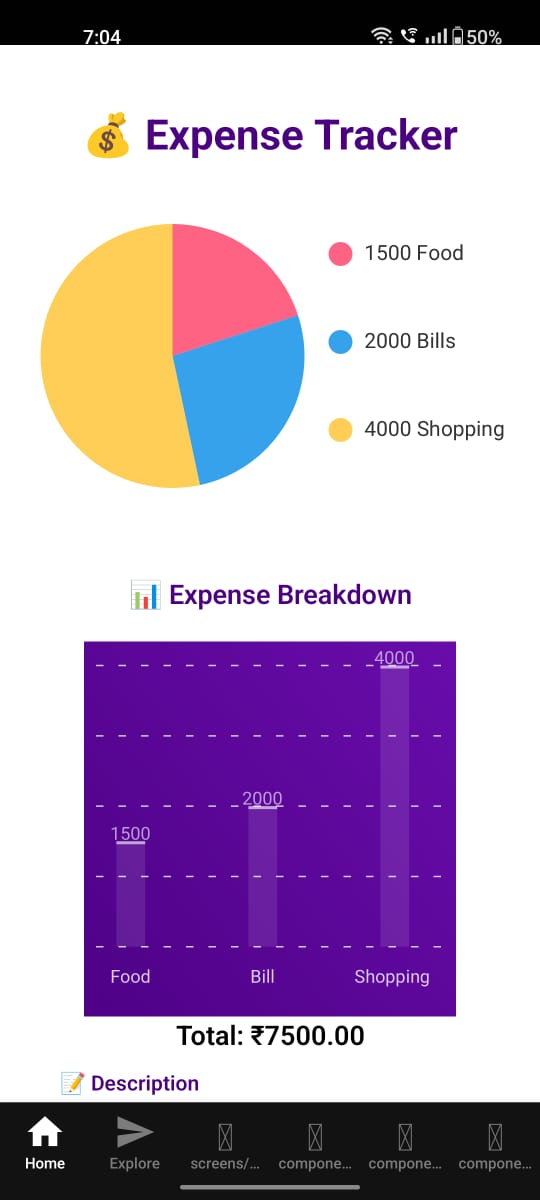 7:04 50%
💰 Expense Tracker
1500 Food
2000 Bills
4000 Shopping
📊 Expense Breakdown
4000
2000
1500
Food Bill Shopping
Total: ₹7500.00
📝 Description
Home Explore screens/... compone... compone... compone...